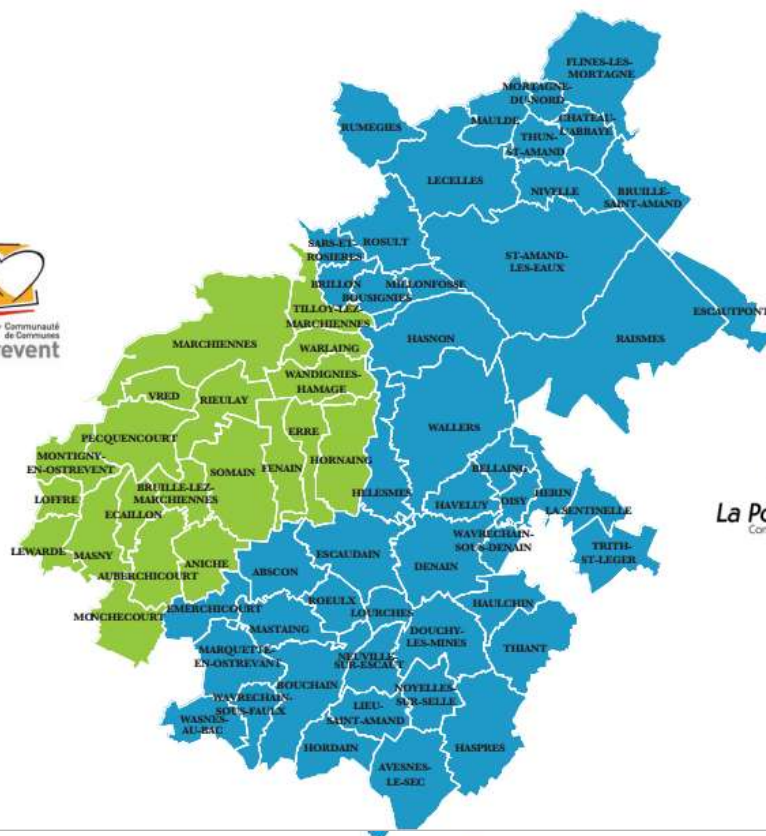 FLINES-LES-
MORTAGNE
MORTAGNE-
DU-NORD
MAULDE
CHATEAU-
L'ABBAYE
RUMEGIES
THUN-
ST-AMAND
LECELLES
NIVELLE
BRUILLE-
SAINT-AMAND
SARS-ET-
ROSIERES
ROSULT
ST-AMAND-
LES-EAUX
BRILLON
MILLONFOSSE
BOUSIGNIES
TILLOY-LEZ-
MARCHIENNES
ESCAUTPONT
Communauté
de Communes
MARCHIENNES
WARLAING
HASNON
RAISMES
WANDIGNIES-
HAMAGE
VRED
RIEULAY
WALLERS
PECQUENCOURT
ERRE
MONTIGNY-
EN-OSTREVENT
SOMAIN
FENAIN
HORNAING
BELLAING
LOFFRE
BRUILLE-LEZ-
MARCHIENNES
HELESMES
HAVELUY
OISY
HERIN
LA SENTINELLE
ECAILLON
La Po
LEWARDE
MASNY
WAVRECHAIN-
SOUS-DENAIN
TRITH-
ST-LEGER
AUBERCHICOURT
ANICHE
ABSCON
ESCAUDAIN
DENAIN
MONCHECOURT
EMERCHICOURT
ROEULX
LOURCHES
HAULCHIN
MASTAING
DOUCHY-
LES-MINES
MARQUETTE-
EN-OSTREVANT
NEUVILLE-
SUR-ESCAUT
THIANT
BOUCHAIN
NOYELLES-
SUR-SELLE
WAVRECHAIN-
SOUS-FAULX
LIEU-
SAINT-AMAND
WASNES-
AU-BAC
HORDAIN
HASPRES
AVESNES-
LE-SEC